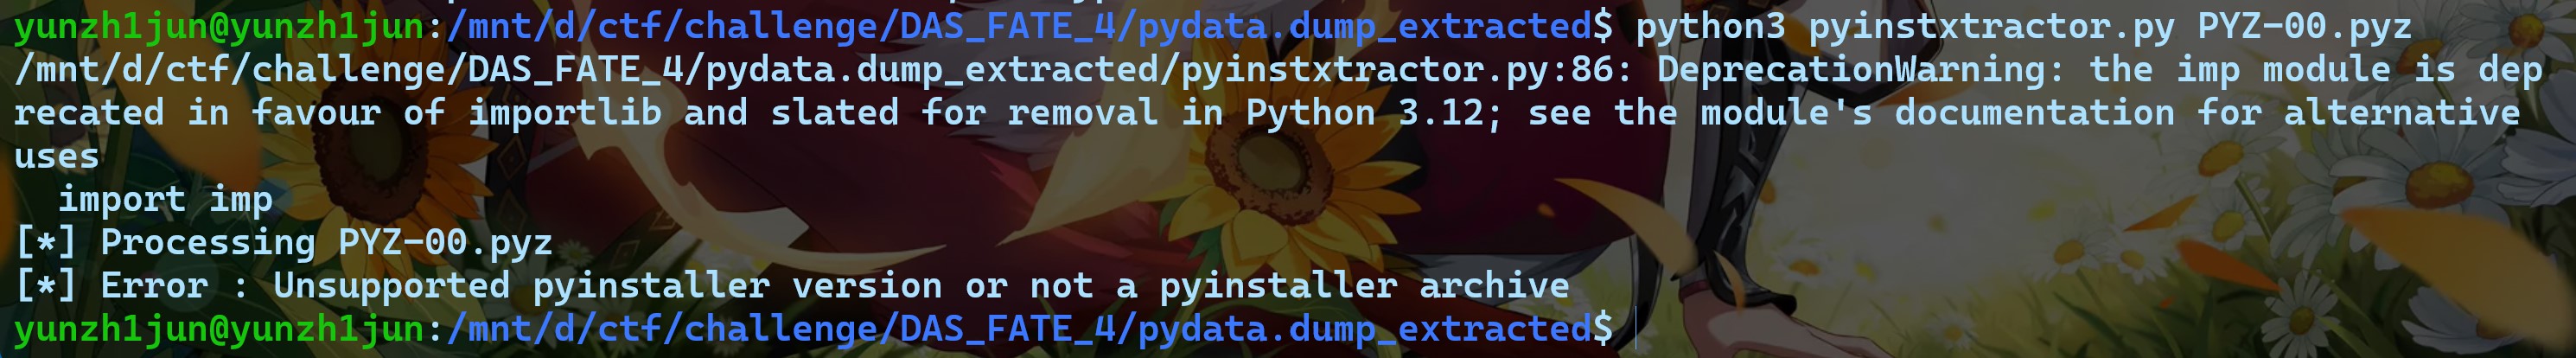 yunzh1jun@yunzh1jun:/mnt/d/ctf/challenge/DAS_FATE_4/pydata.dump_extracted$ python3 pyinstxtractor.py PYZ-00.pyz
/mnt/d/ctf/challenge/DAS_FATE_4/pydata.dump_extracted/pyinstxtractor.py:86: DeprecationWarning: the imp module is dep
recated in favour of importlib and slated for removal in Python 3.12; see the module's documentation for alternative
uses
  import imp
[*] Processing PYZ-00.pyz
[*] Error : Unsupported pyinstaller version or not a pyinstaller archive
yunzh1jun@yunzh1jun:/mnt/d/ctf/challenge/DAS_FATE_4/pydata.dump_extracted$